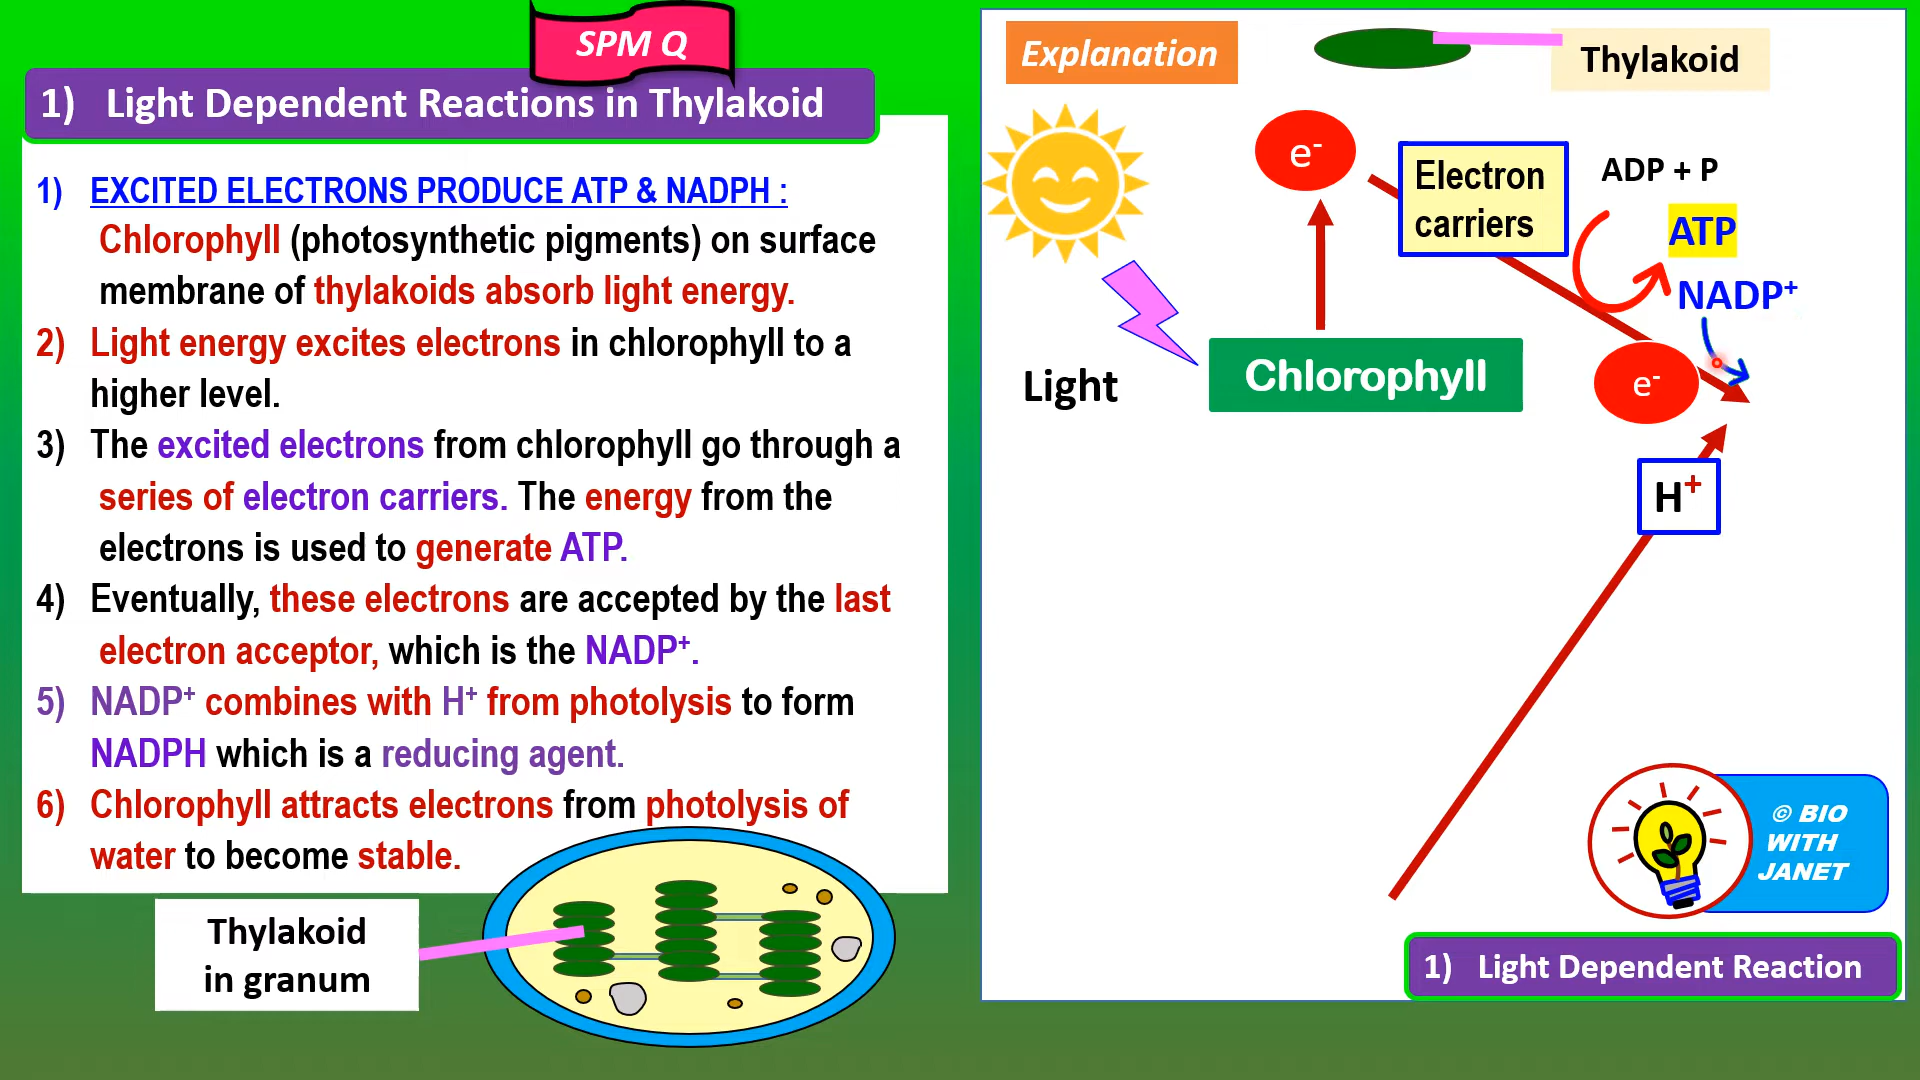 SPM Q
1) Light Dependent Reactions in Thylakoid
1) EXCITED ELECTRONS PRODUCE ATP & NADPH :
Chlorophyll (photosynthetic pigments) on surface
membrane of thylakoids absorb light energy.
2) Light energy excites electrons in chlorophyll to a
higher level.
3) The excited electrons from chlorophyll go through a
series of electron carriers. The energy from the
electrons is used to generate ATP.
4) Eventually, these electrons are accepted by the last
electron acceptor, which is the NADP⁺.
5) NADP⁺ combines with H⁺ from photolysis to form
NADPH which is a reducing agent.
6) Chlorophyll attracts electrons from photolysis of
water to become stable.
Thylakoid
in granum
Explanation
Thylakoid
e⁻
Electron
carriers
ADP + P
ATP
NADP⁺
Light
Chlorophyll
e⁻
H⁺
© BIO
WITH
JANET
1) Light Dependent Reaction